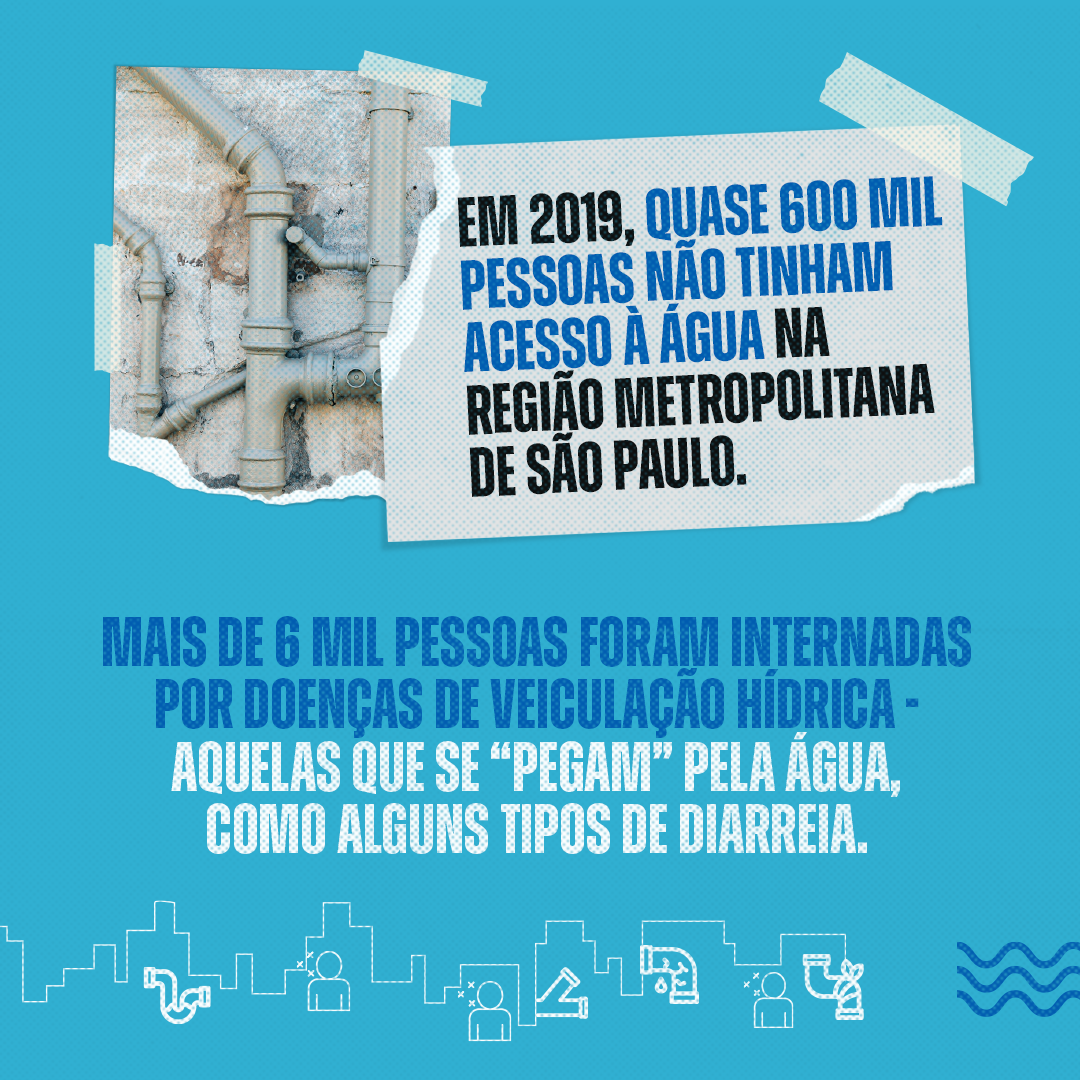 EM 2019, QUASE 600 MIL
PESSOAS NÃO TINHAM
ACESSO À ÁGUA NA
REGIÃO METROPOLITANA
DE SÃO PAULO.
MAIS DE 6 MIL PESSOAS FORAM INTERNADAS
POR DOENÇAS DE VEICULAÇÃO HÍDRICA -
AQUELAS QUE SE “PEGAM” PELA ÁGUA,
COMO ALGUNS TIPOS DE DIARREIA.